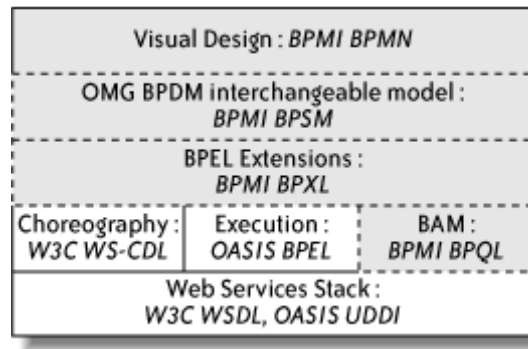 Visual Design : BPMI BPMN
OMG BPDM interchangeable model :
BPMI BPSM
BPEL Extensions :
BPMI BPXL
Choreography :
W3C WS-CDL
Execution :
OASIS BPEL
BAM :
BPMI BPQL
Web Services Stack :
W3C WSDL, OASIS UDDI